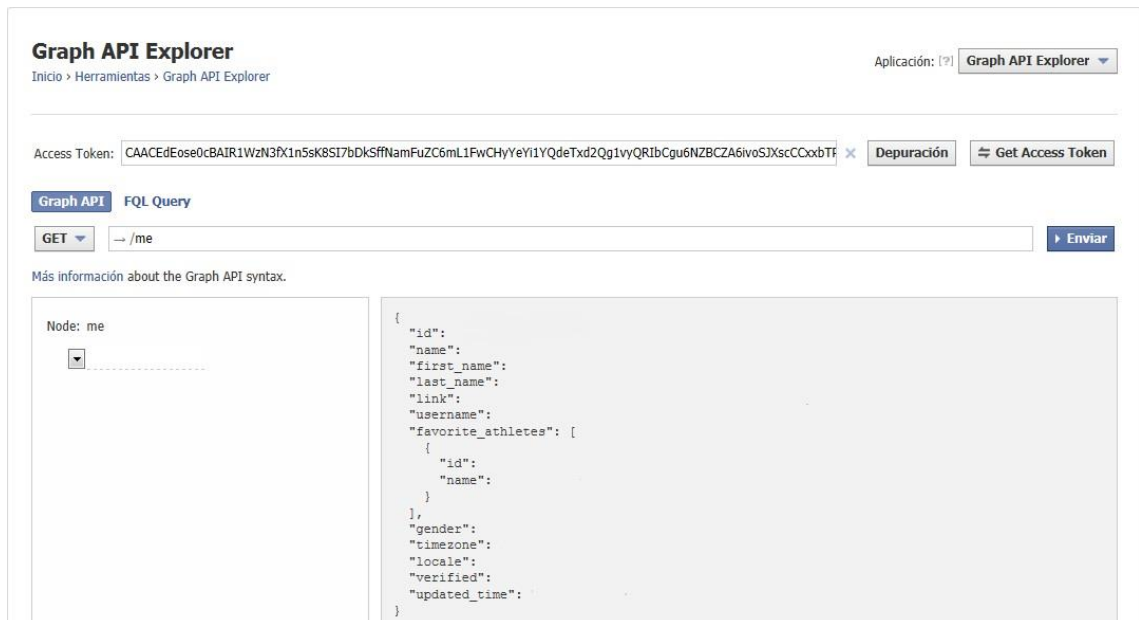 Graph API Explorer
Inicio › Herramientas › Graph API Explorer
Aplicación: [?] Graph API Explorer
Access Token: CAACEdEose0cBAIR1WzN3fX1n5sK8SI7bDkSffNamFuZC6mL1FwCHyYeYi1YQdeTxd2Qg1vyQRIbCgu6NZBCZA6ivoSJXscCCxxbTF Depuración Get Access Token
Graph API FQL Query
GET → /me Enviar
Más información about the Graph API syntax.
Node: me
{
"id":
"name":
"first_name":
"last_name":
"link":
"username":
"favorite_athletes": [
{
"id":
"name":
}
],
"gender":
"timezone":
"locale":
"verified":
"updated_time":
}